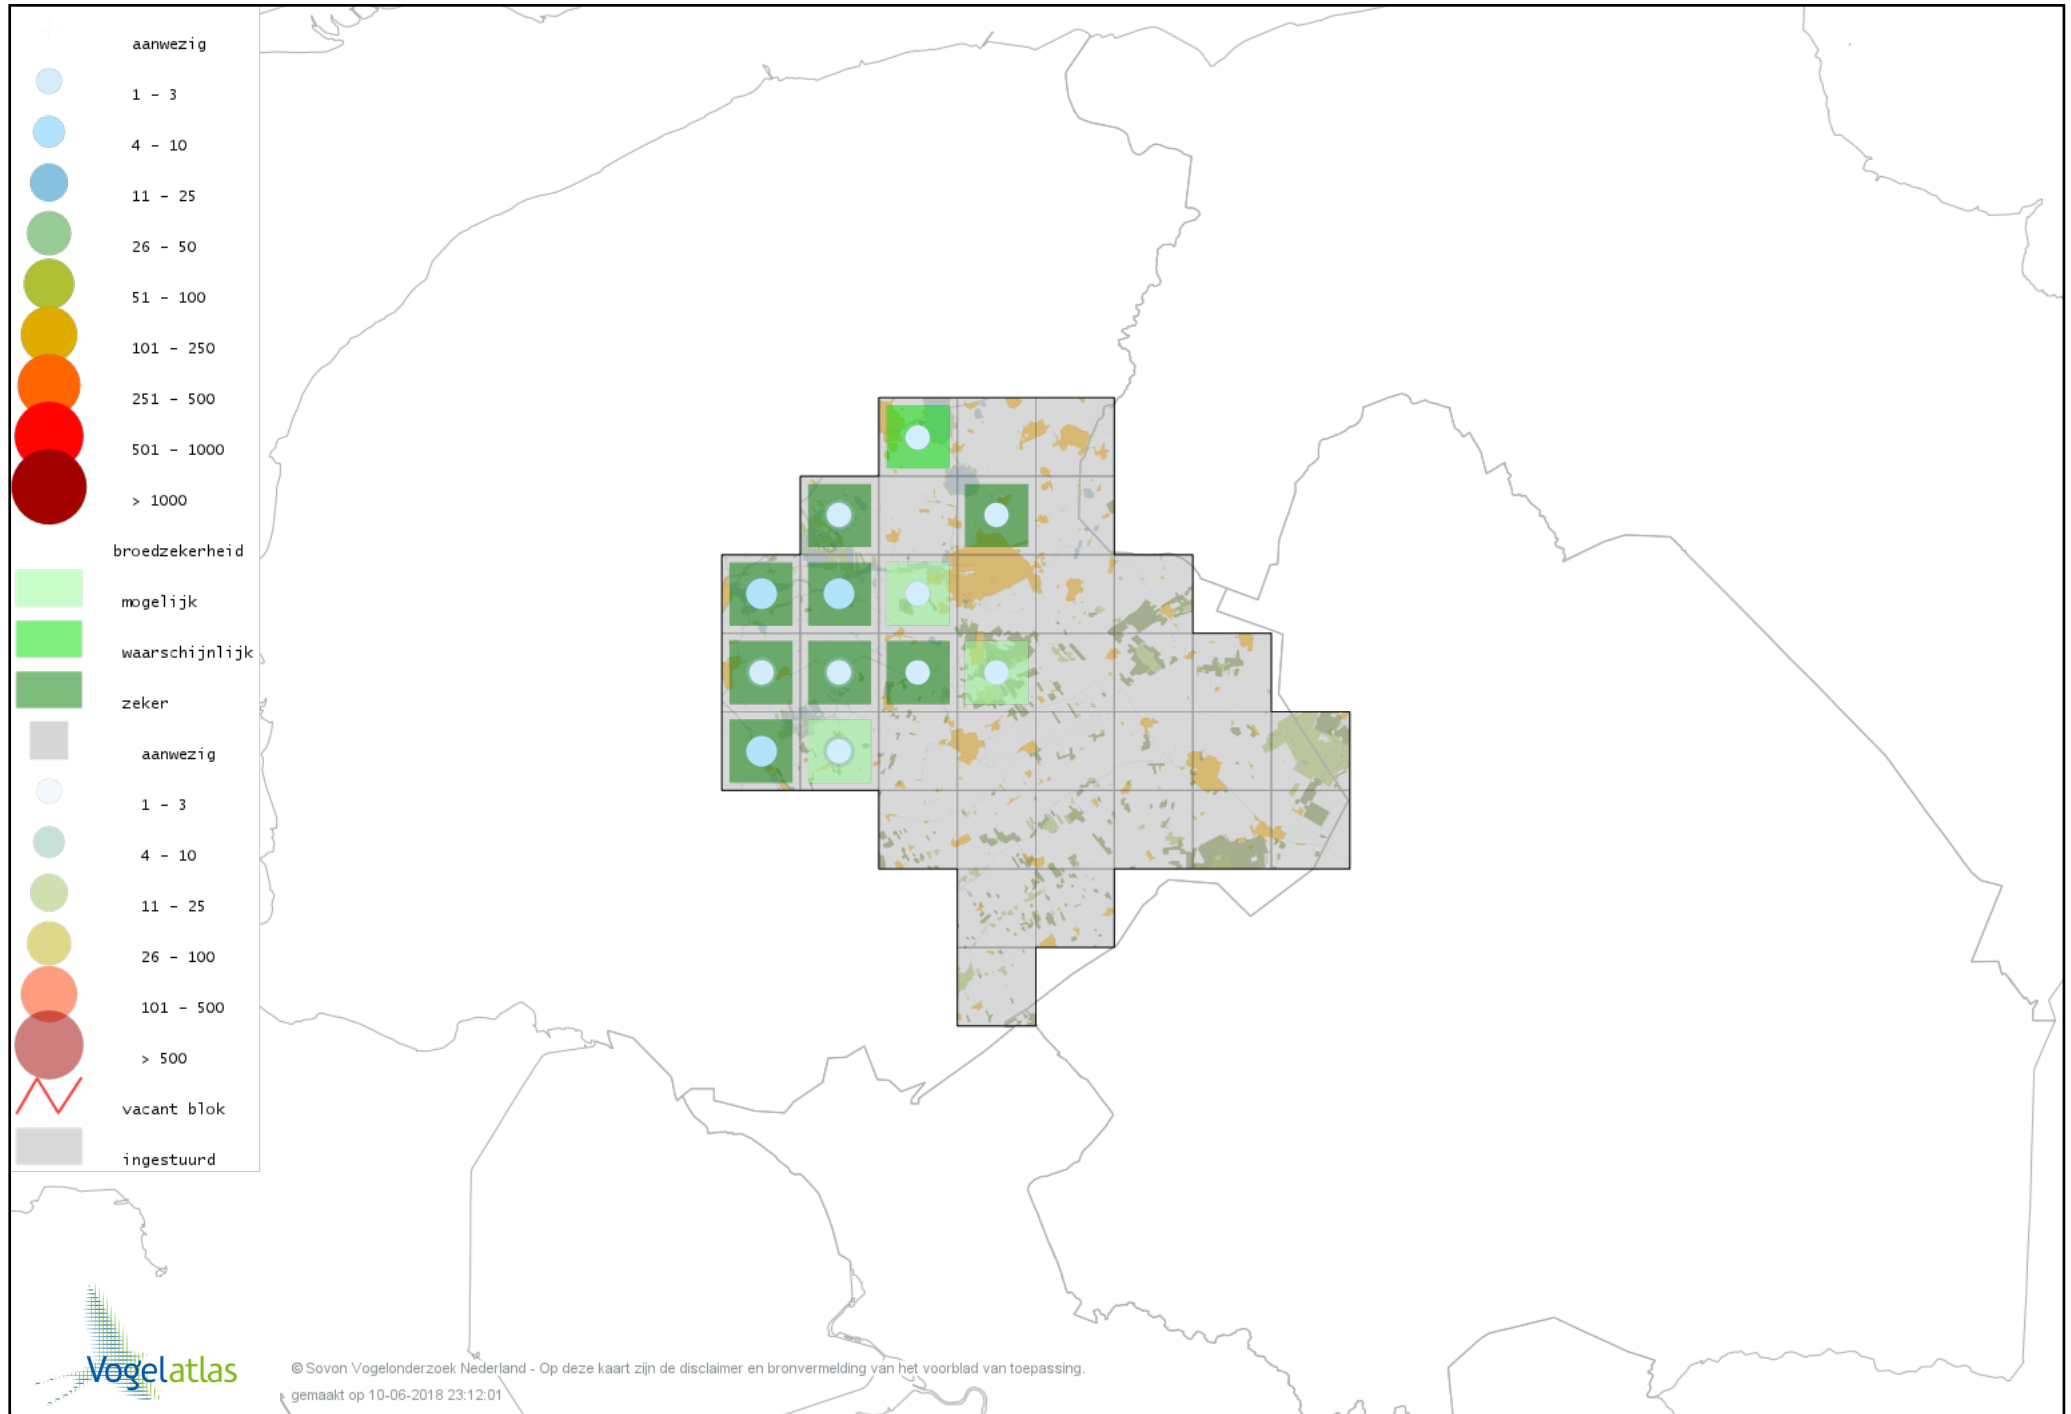 aanwezig
1 – 3
4 – 10
11 – 25
26 – 50
51 – 100
101 – 250
251 – 500
501 – 1000
> 1000
broedzekerheid
mogelijk
waarschijnlijk
zeker
aanwezig
1 – 3
4 – 10
11 – 25
26 – 100
101 – 500
> 500
vacant blok
ingestuurd
Vogelatlas
© Sovon Vogelonderzoek Nederland - Op deze kaart zijn de disclaimer en bronvermelding van het voorblad van toepassing.
gemaakt op 10-06-2018 23:12:01